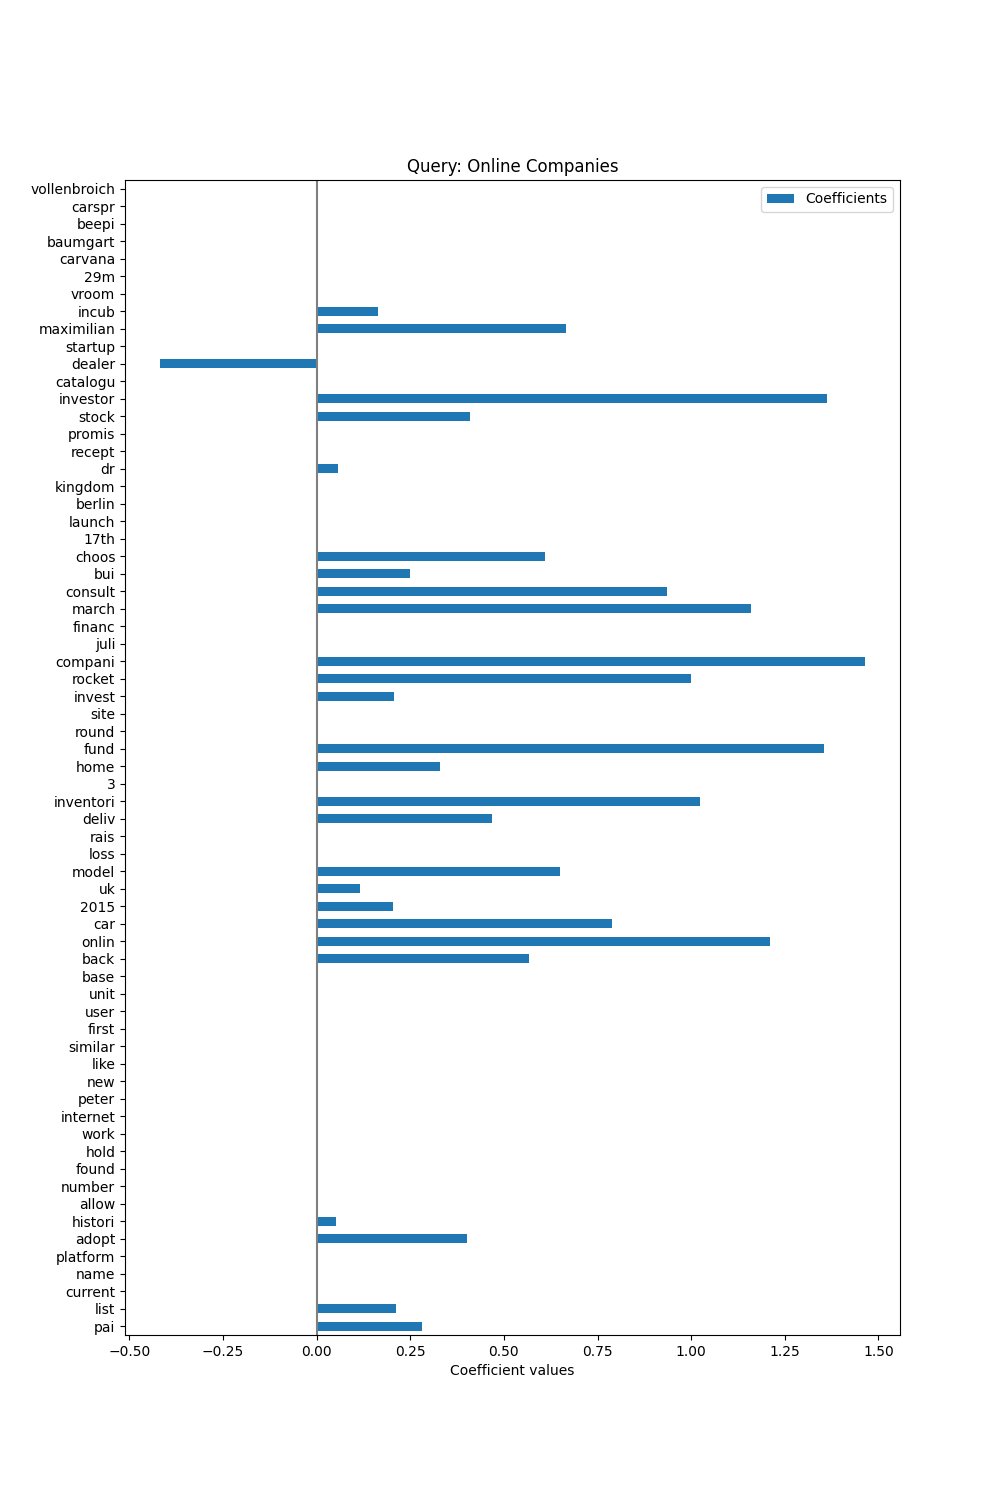 Query: Online Companies
Coefficients
vollenbroich
carspr
beepi
baumgart
carvana
29m
vroom
incub
maximilian
startup
dealer
catalogu
investor
stock
promis
recept
dr
kingdom
berlin
launch
17th
choos
bui
consult
march
financ
juli
compani
rocket
invest
site
round
fund
home
3
inventori
deliv
rais
loss
model
uk
2015
car
onlin
back
base
unit
user
first
similar
like
new
peter
internet
work
hold
found
number
allow
histori
adopt
platform
name
current
list
pai
−0.50 −0.25 0.00 0.25 0.50 0.75 1.00 1.25 1.50
Coefficient values